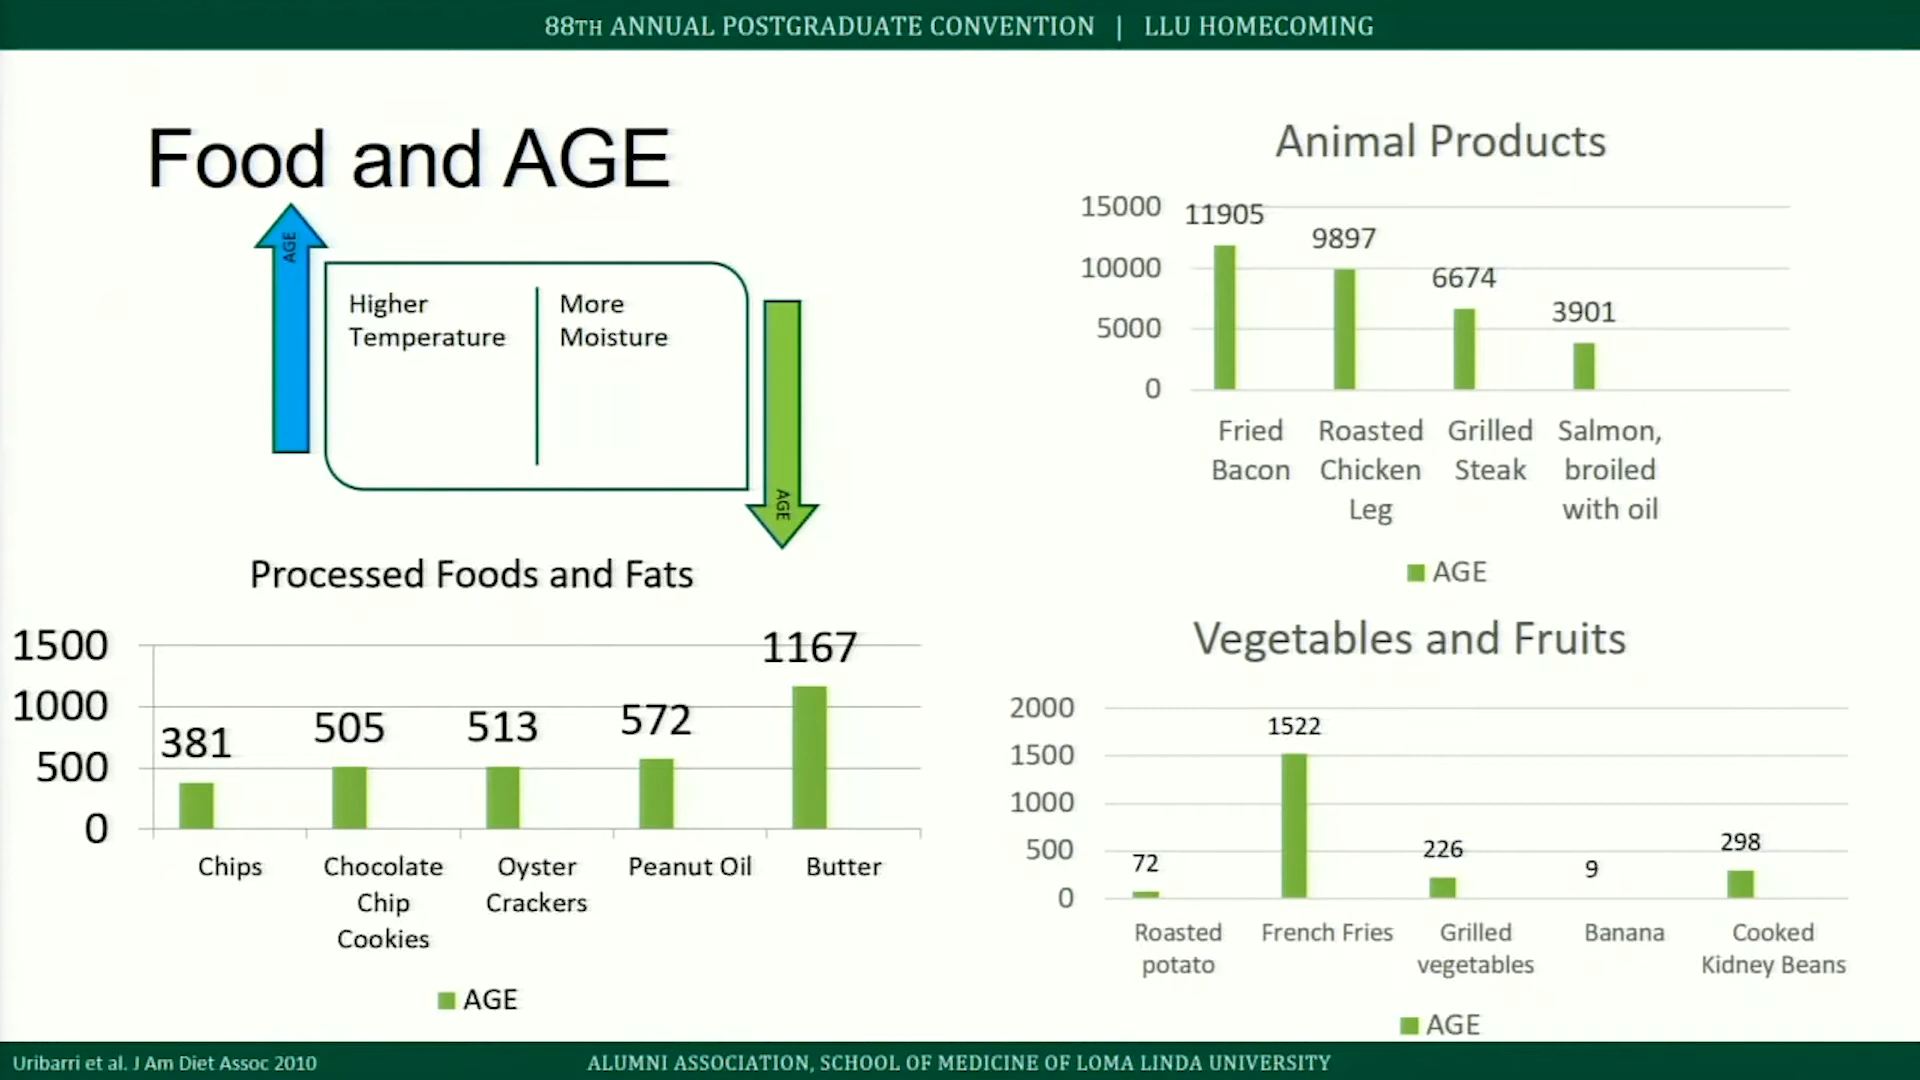 88TH ANNUAL POSTGRADUATE CONVENTION | LLU HOMECOMING
Food and AGE
AGE
Higher
Temperature
More
Moisture
AGE
Animal Products
15000
10000
5000
0
11905
9897
6674
3901
Fried
Bacon
Roasted
Chicken
Leg
Grilled
Steak
Salmon,
broiled
with oil
AGE
Processed Foods and Fats
1500
1000
500
0
381
505
513
572
1167
Chips
Chocolate
Chip
Cookies
Oyster
Crackers
Peanut Oil
Butter
AGE
Vegetables and Fruits
2000
1500
1000
500
0
72
1522
226
9
298
Roasted
potato
French Fries
Grilled
vegetables
Banana
Cooked
Kidney Beans
AGE
Uribarri et al. J Am Diet Assoc 2010
ALUMNI ASSOCIATION, SCHOOL OF MEDICINE OF LOMA LINDA UNIVERSITY